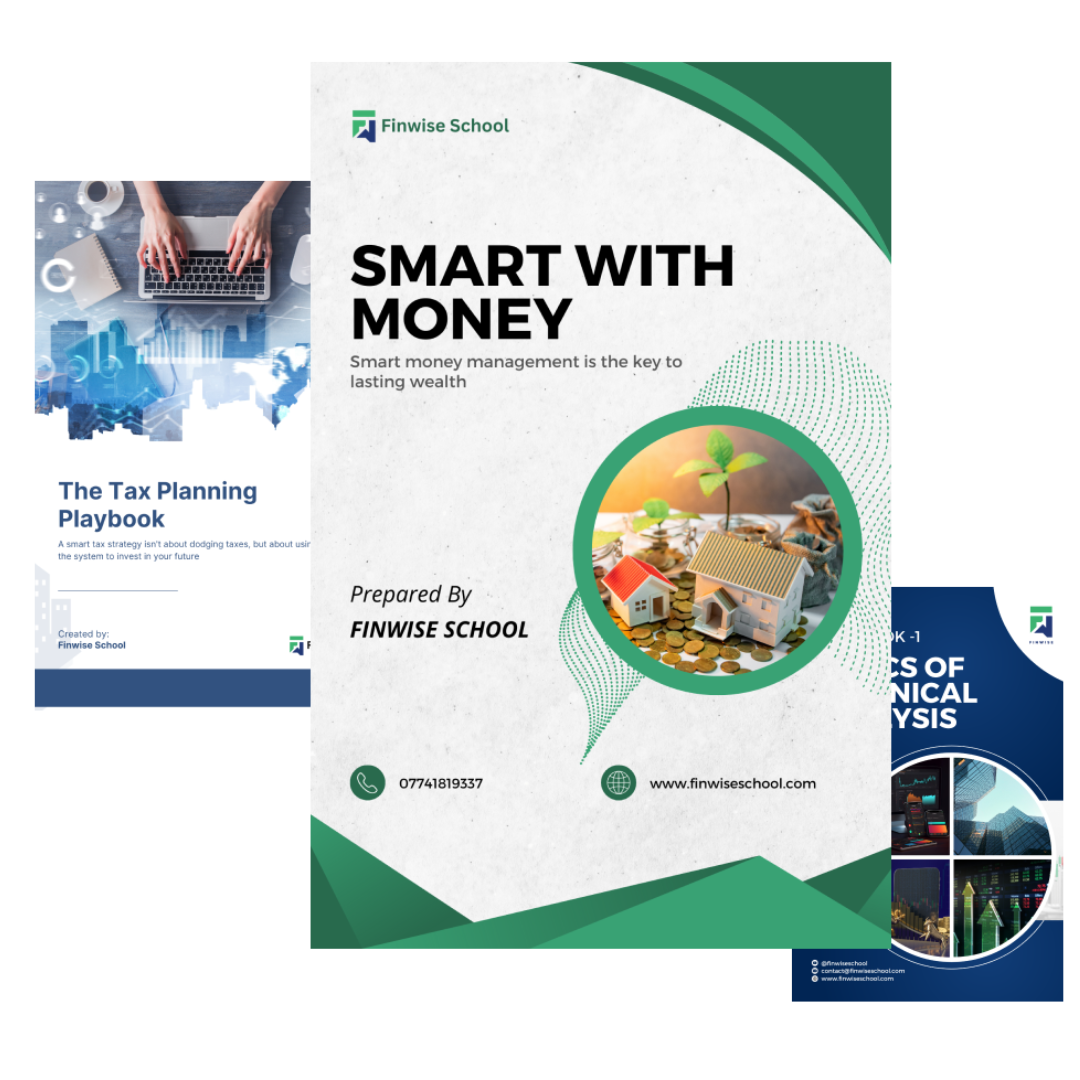 Finwise School
SMART WITH
MONEY
Smart money management is the key to
lasting wealth
Prepared By
FINWISE SCHOOL
07741819337
www.finwiseschool.com
The Tax Planning
Playbook
A smart tax strategy isn't about dodging taxes, but about usin
the system to invest in your future
Created by:
Finwise School
F
FINWISE
OK -1
CS OF
NICAL
YSIS
@finwiseschool
contact@finwiseschool.com
www.finwiseschool.com